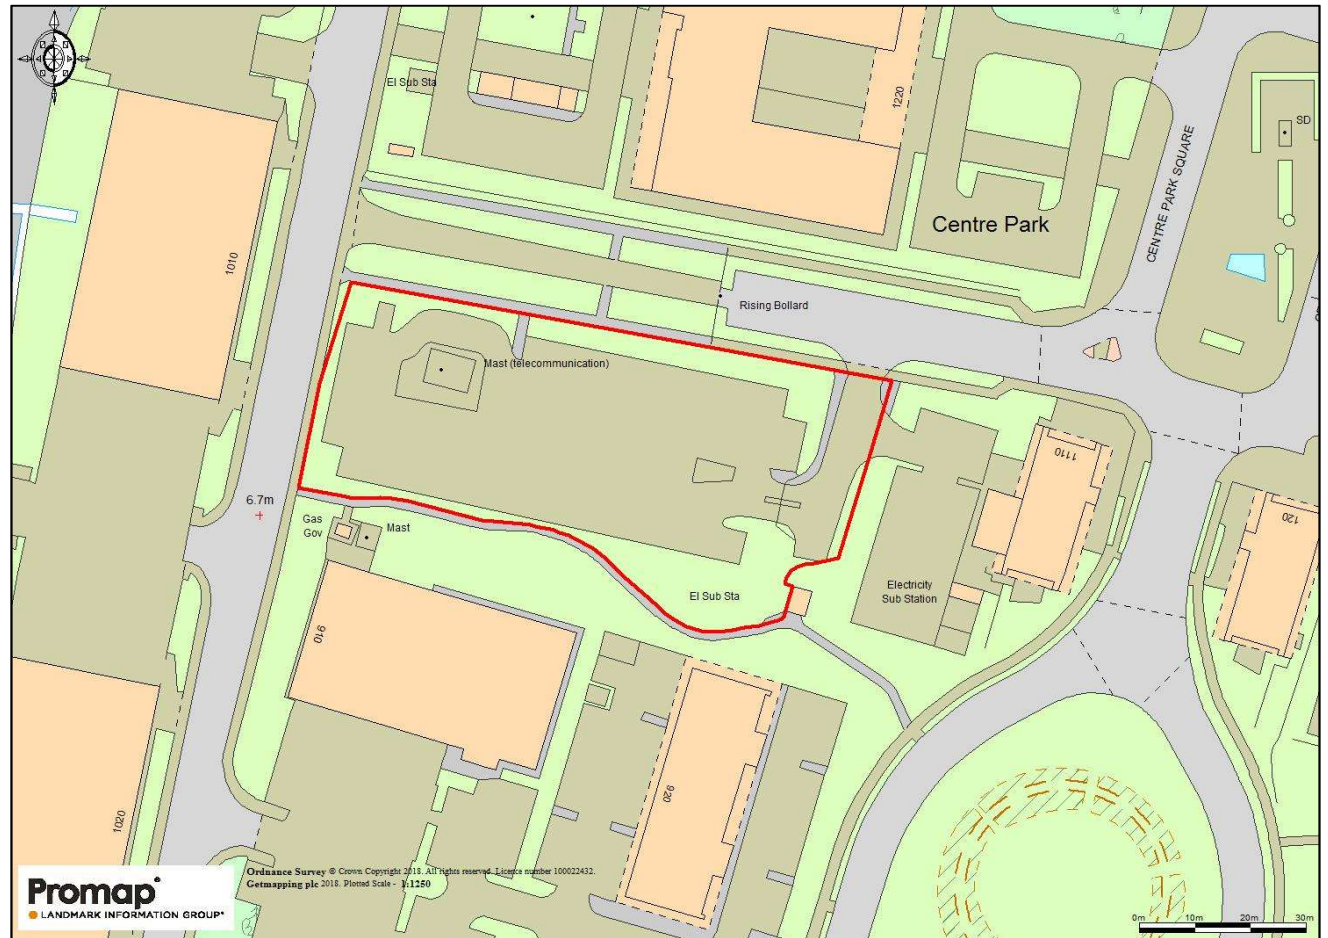 El Sub Sta
1220
SD
CENTRE PARK SQUARE
Centre Park
1010
Rising Bollard
Mast (telecommunication)
1110
6.7m
120
Gas
Gov
Mast
Electricity
Sub Station
El Sub Sta
910
920
1020
Promap®
LANDMARK INFORMATION GROUP®
Ordnance Survey © Crown Copyright 2018. All rights reserved. Licence number 100022432.
Getmapping plc 2018. Plotted Scale - 1:1250
0m 10m 20m 30m